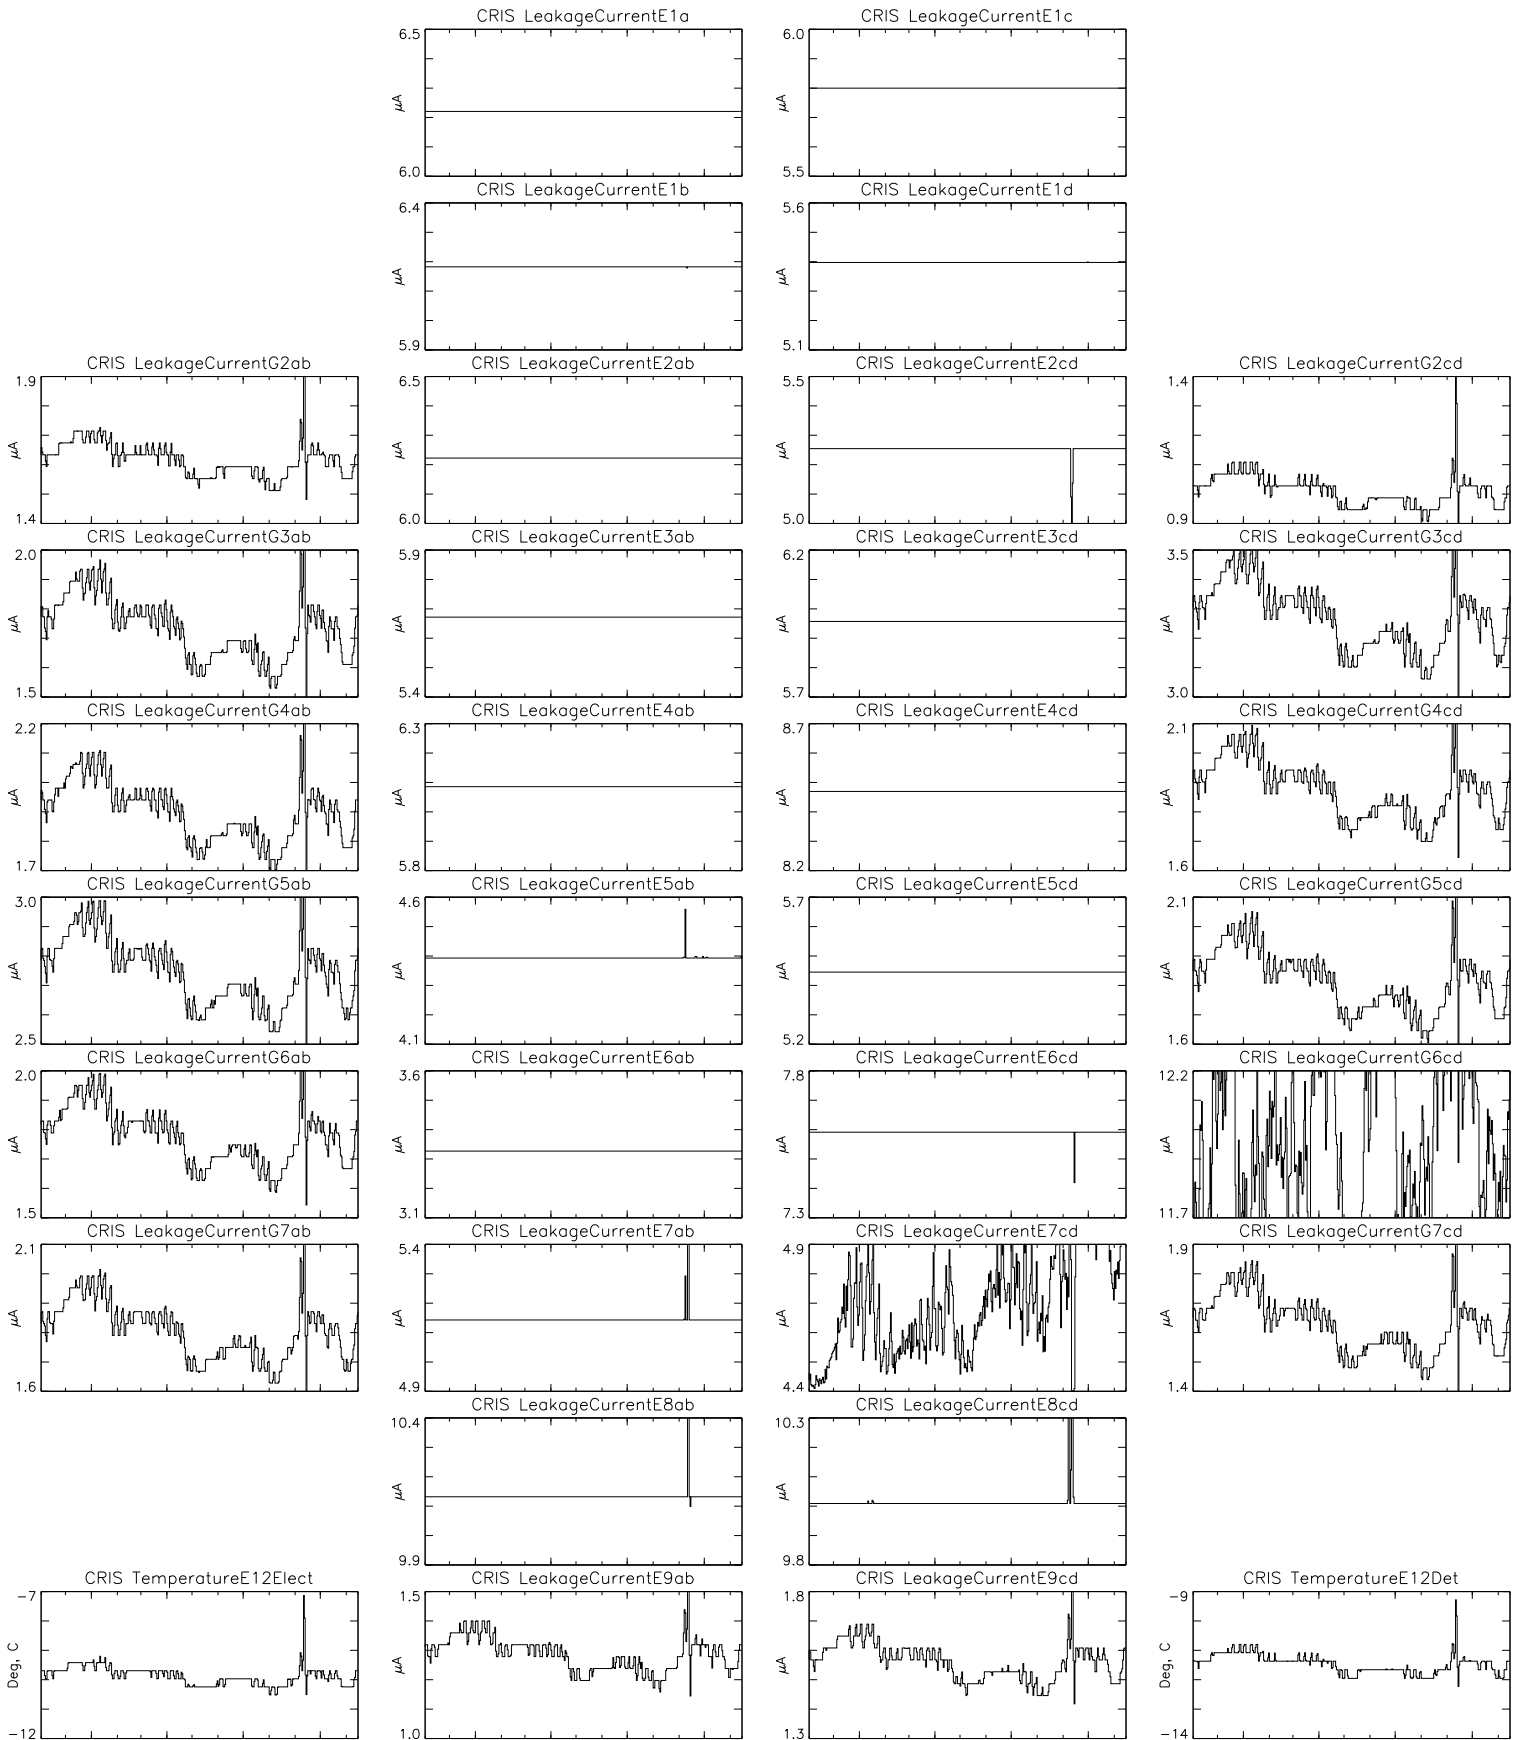 CRIS LeakageCurrentE1a
6.5
μA
6.0
CRIS LeakageCurrentE1c
6.0
μA
5.5
CRIS LeakageCurrentE1b
6.4
μA
5.9
CRIS LeakageCurrentE1d
5.6
μA
5.1
CRIS LeakageCurrentG2ab
1.9
μA
1.4
CRIS LeakageCurrentE2ab
6.5
μA
6.0
CRIS LeakageCurrentE2cd
5.5
μA
5.0
CRIS LeakageCurrentG2cd
1.4
μA
0.9
CRIS LeakageCurrentG3ab
2.0
μA
1.5
CRIS LeakageCurrentE3ab
5.9
μA
5.4
CRIS LeakageCurrentE3cd
6.2
μA
5.7
CRIS LeakageCurrentG3cd
3.5
μA
3.0
CRIS LeakageCurrentG4ab
2.2
μA
1.7
CRIS LeakageCurrentE4ab
6.3
μA
5.8
CRIS LeakageCurrentE4cd
8.7
μA
8.2
CRIS LeakageCurrentG4cd
2.1
μA
1.6
CRIS LeakageCurrentG5ab
3.0
μA
2.5
CRIS LeakageCurrentE5ab
4.6
μA
4.1
CRIS LeakageCurrentE5cd
5.7
μA
5.2
CRIS LeakageCurrentG5cd
2.1
μA
1.6
CRIS LeakageCurrentG6ab
2.0
μA
1.5
CRIS LeakageCurrentE6ab
3.6
μA
3.1
CRIS LeakageCurrentE6cd
7.8
μA
7.3
CRIS LeakageCurrentG6cd
12.2
μA
11.7
CRIS LeakageCurrentG7ab
2.1
μA
1.6
CRIS LeakageCurrentE7ab
5.4
μA
4.9
CRIS LeakageCurrentE7cd
4.9
μA
4.4
CRIS LeakageCurrentG7cd
1.9
μA
1.4
CRIS LeakageCurrentE8ab
10.4
μA
9.9
CRIS LeakageCurrentE8cd
10.3
μA
9.8
CRIS TemperatureE12Elect
-7
Deg, C
-12
CRIS LeakageCurrentE9ab
1.5
μA
1.0
CRIS LeakageCurrentE9cd
1.8
μA
1.3
CRIS TemperatureE12Det
-9
Deg, C
-14